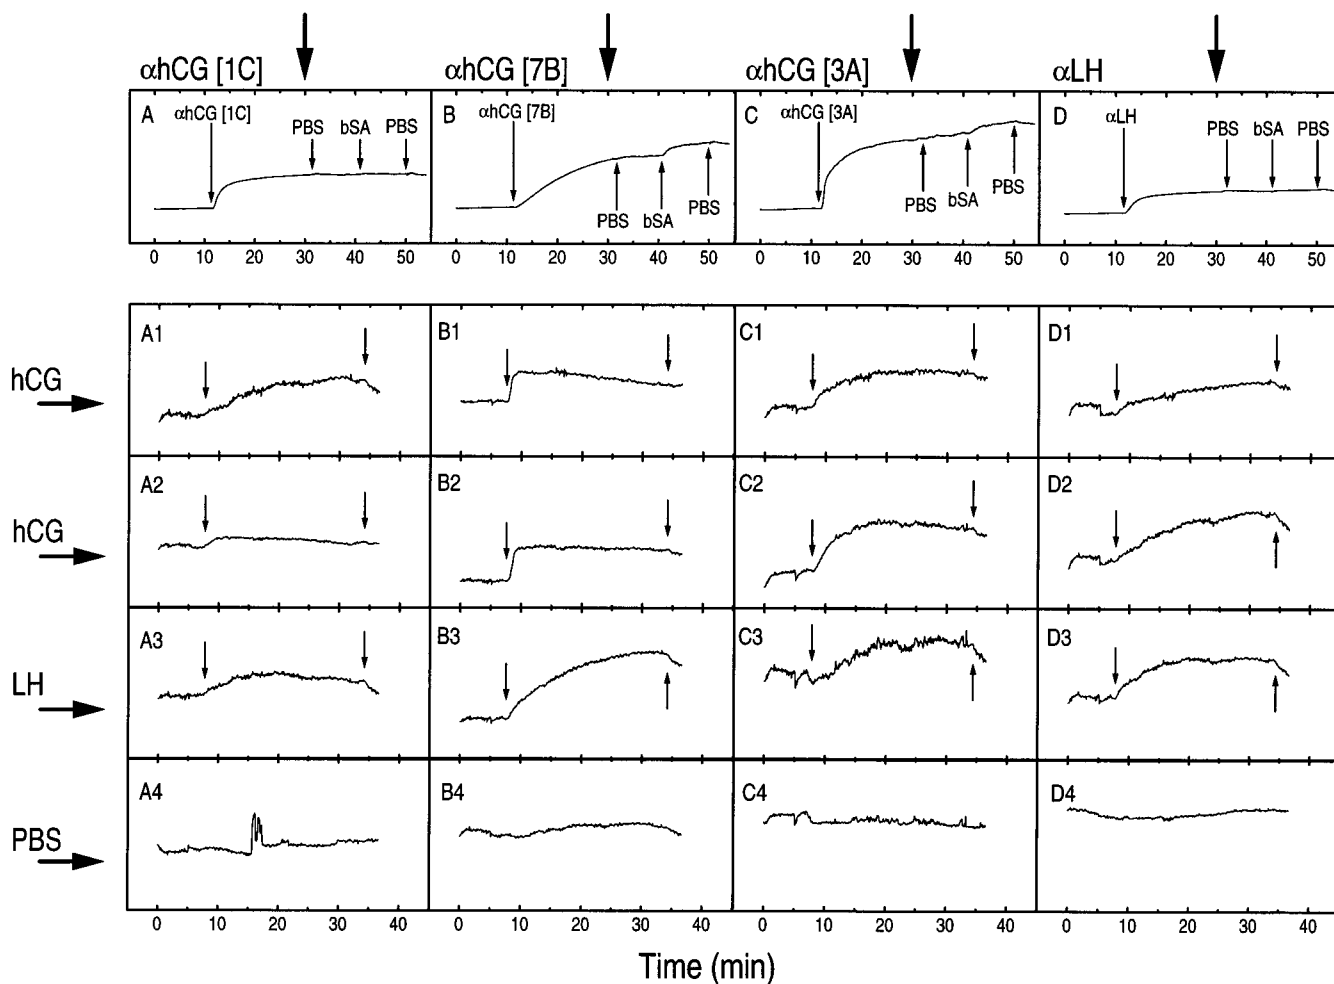 αhCG [1C] αhCG [7B] αhCG [3A] αLH
A αhCG [1C] PBS bSA PBS
B αhCG [7B] PBS bSA PBS
C αhCG [3A] PBS bSA PBS
D αLH PBS bSA PBS
0 10 20 30 40 50 0 10 20 30 40 50 0 10 20 30 40 50 0 10 20 30 40 50
hCG A1 B1 C1 D1
hCG A2 B2 C2 D2
LH A3 B3 C3 D3
PBS A4 B4 C4 D4
0 10 20 30 40 0 10 20 30 40 0 10 20 30 40 0 10 20 30 40
Time (min)